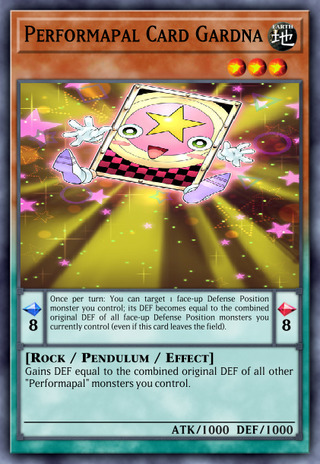 Performapal Card Gardna
EARTH
地
Once per turn: You can target 1 face-up Defense Position
monster you control; its DEF becomes equal to the combined
original DEF of all face-up Defense Position monsters you
currently control (even if this card leaves the field).
8
8
[Rock / Pendulum / Effect]
Gains DEF equal to the combined original DEF of all other
"Performapal" monsters you control.
ATK/1000 DEF/1000